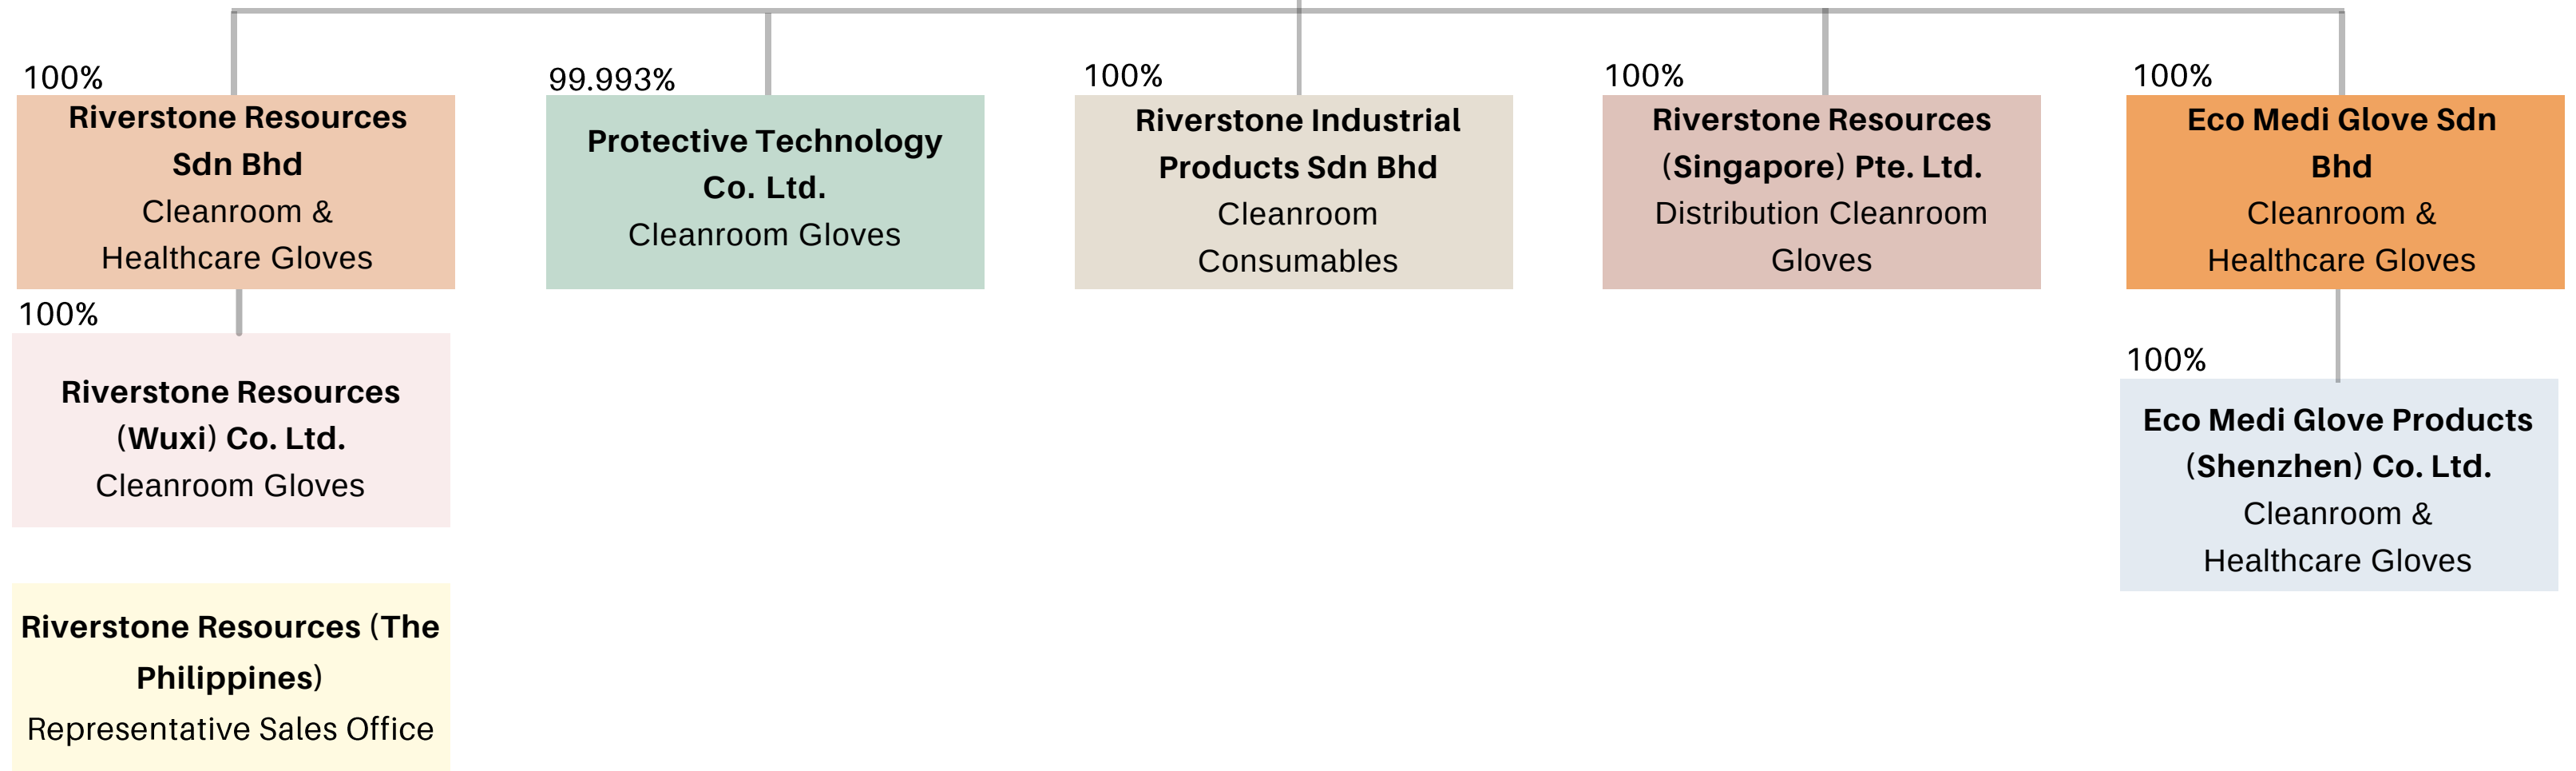 100%
Riverstone Resources
Sdn Bhd
Cleanroom &
Healthcare Gloves
99.993%
Protective Technology
Co. Ltd.
Cleanroom Gloves
100%
Riverstone Industrial
Products Sdn Bhd
Cleanroom
Consumables
100%
Riverstone Resources
(Singapore) Pte. Ltd.
Distribution Cleanroom
Gloves
100%
Eco Medi Glove Sdn
Bhd
Cleanroom &
Healthcare Gloves
100%
Riverstone Resources
(Wuxi) Co. Ltd.
Cleanroom Gloves
100%
Eco Medi Glove Products
(Shenzhen) Co. Ltd.
Cleanroom &
Healthcare Gloves
Riverstone Resources (The
Philippines)
Representative Sales Office